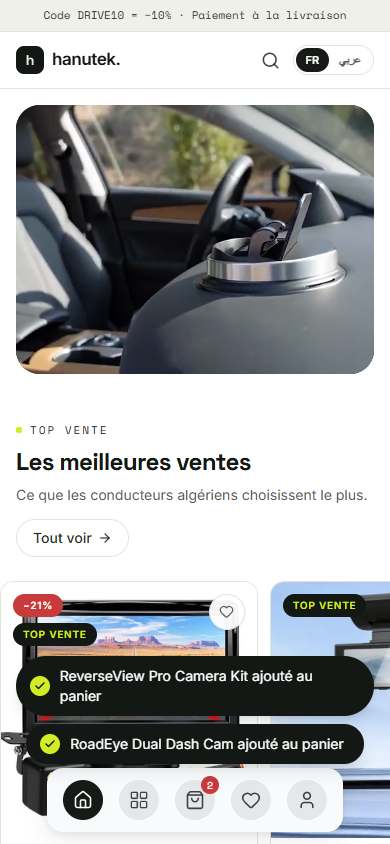 Code DRIVE10 = −10% · Paiement à la livraison
h hanutek. FR عربي
TOP VENTE
Les meilleures ventes
Ce que les conducteurs algériens choisissent le plus.
Tout voir →
−21%
TOP VENTE
TOP VENTE
ReverseView Pro Camera Kit ajouté au
panier
RoadEye Dual Dash Cam ajouté au panier
2